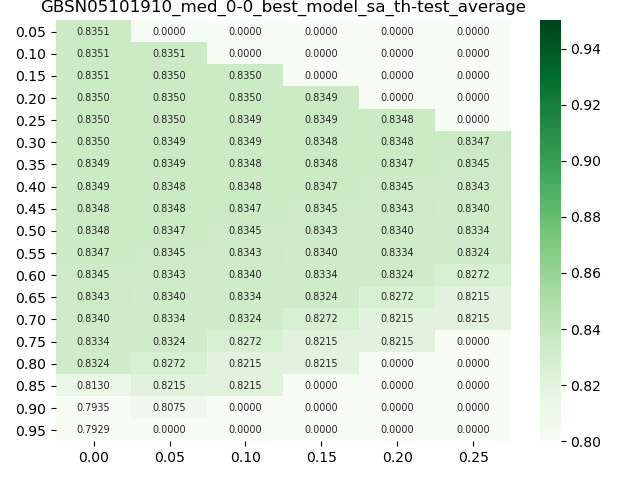 GBSN05101910_med_0-0_best_model_sa_th-test_average
0.05 0.8351 0.0000 0.0000 0.0000 0.0000 0.0000
0.10 0.8351 0.8351 0.0000 0.0000 0.0000 0.0000
0.15 0.8351 0.8350 0.8350 0.0000 0.0000 0.0000
0.20 0.8350 0.8350 0.8350 0.8349 0.0000 0.0000
0.25 0.8350 0.8350 0.8349 0.8349 0.8348 0.0000
0.30 0.8350 0.8349 0.8349 0.8348 0.8348 0.8347
0.35 0.8349 0.8349 0.8348 0.8348 0.8347 0.8345
0.40 0.8349 0.8348 0.8348 0.8347 0.8345 0.8343
0.45 0.8348 0.8348 0.8347 0.8345 0.8343 0.8340
0.50 0.8348 0.8347 0.8345 0.8343 0.8340 0.8334
0.55 0.8347 0.8345 0.8343 0.8340 0.8334 0.8324
0.60 0.8345 0.8343 0.8340 0.8334 0.8324 0.8272
0.65 0.8343 0.8340 0.8334 0.8324 0.8272 0.8215
0.70 0.8340 0.8334 0.8324 0.8272 0.8215 0.8215
0.75 0.8334 0.8324 0.8272 0.8215 0.8215 0.0000
0.80 0.8324 0.8272 0.8215 0.8215 0.0000 0.0000
0.85 0.8130 0.8215 0.8215 0.0000 0.0000 0.0000
0.90 0.7935 0.8075 0.0000 0.0000 0.0000 0.0000
0.95 0.7929 0.0000 0.0000 0.0000 0.0000 0.0000
0.00 0.05 0.10 0.15 0.20 0.25
0.94
0.92
0.90
0.88
0.86
0.84
0.82
0.80